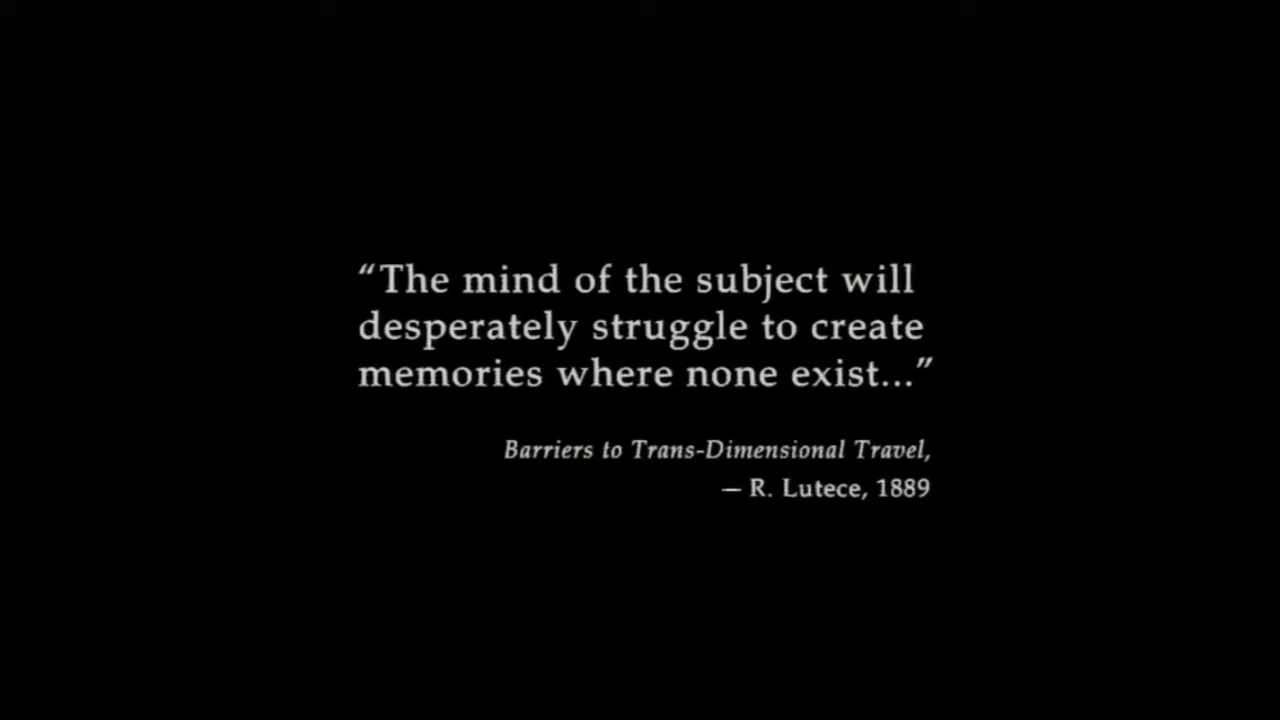 “The mind of the subject will
desperately struggle to create
memories where none exist...”
Barriers to Trans-Dimensional Travel,
— R. Lutece, 1889